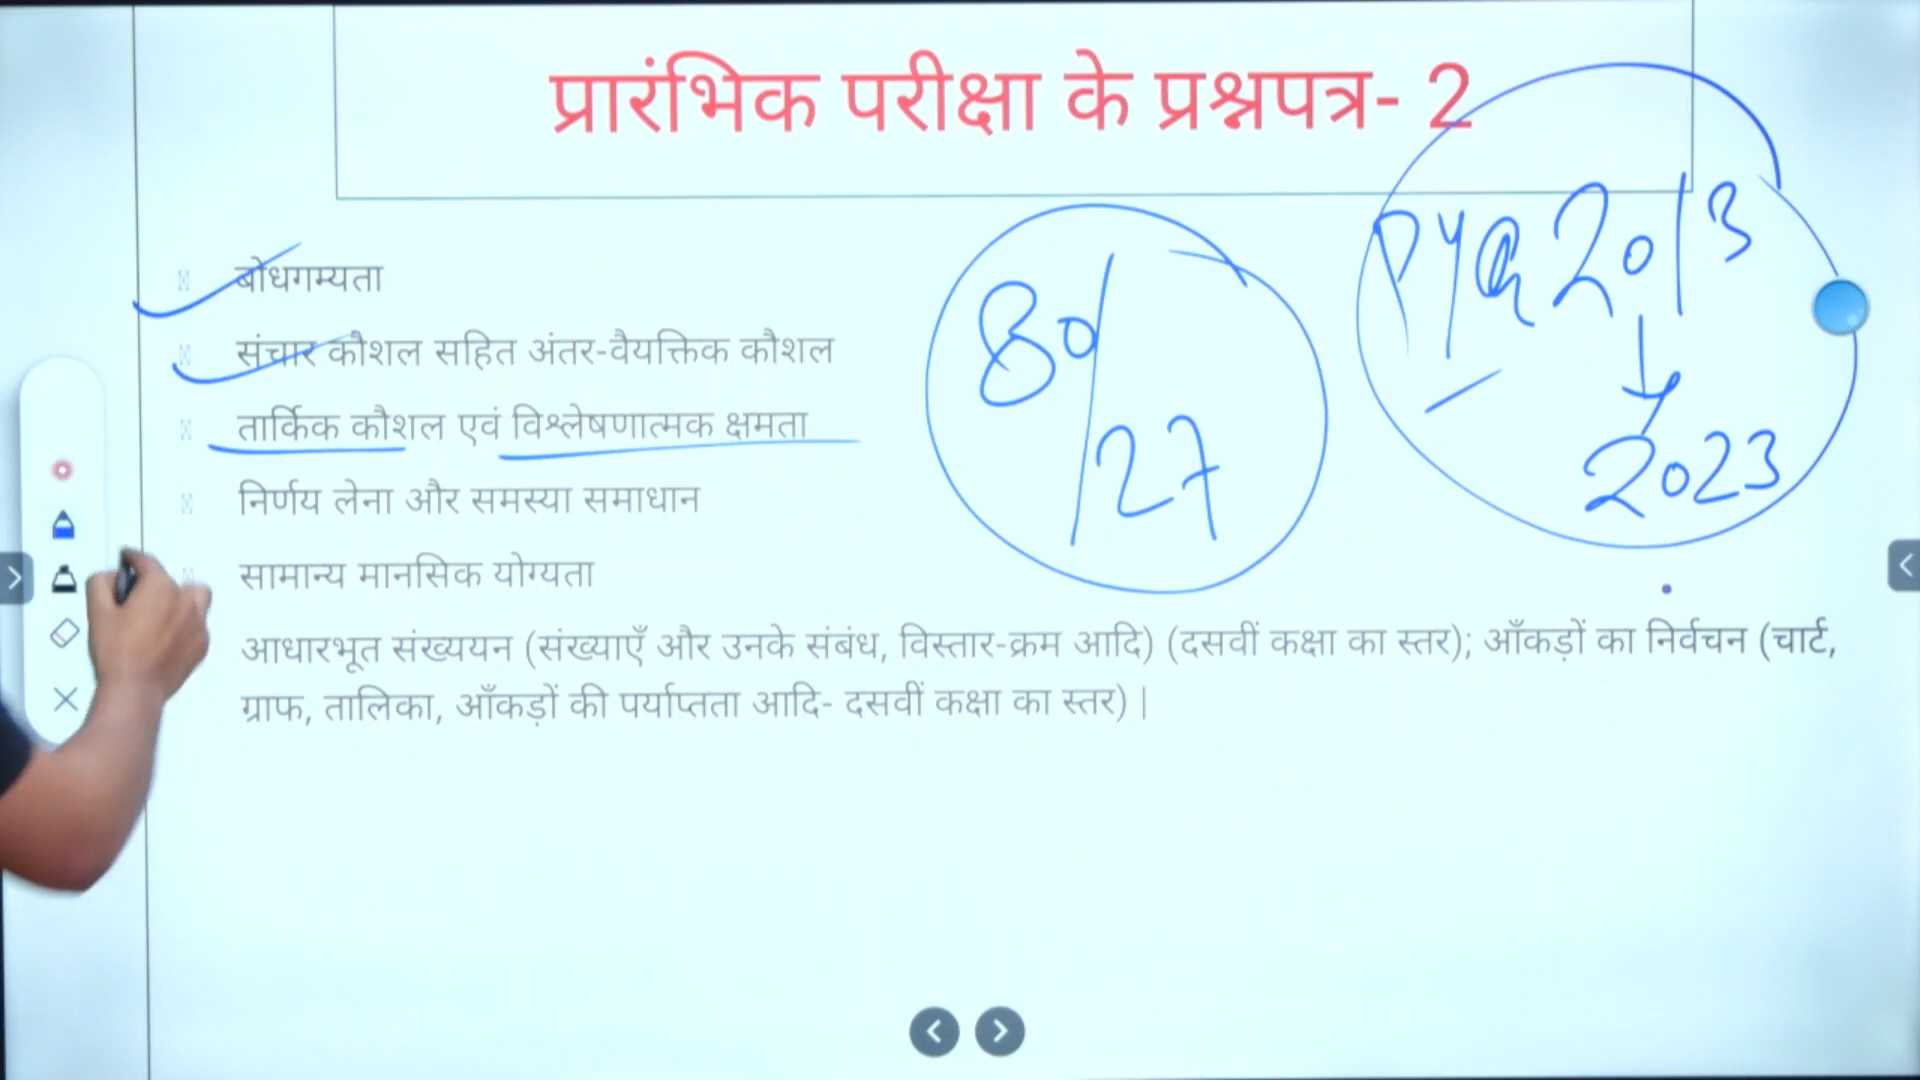 प्रारंभिक परीक्षा के प्रश्नपत्र- 2
बोधगम्यता
संचार कौशल सहित अंतर-वैयक्तिक कौशल
तार्किक कौशल एवं विश्लेषणात्मक क्षमता
निर्णय लेना और समस्या समाधान
सामान्य मानसिक योग्यता
आधारभूत संख्ययन (संख्याएँ और उनके संबंध, विस्तार-क्रम आदि) (दसवीं कक्षा का स्तर); आँकड़ों का निर्वचन (चार्ट,
ग्राफ, तालिका, आँकड़ों की पर्याप्तता आदि- दसवीं कक्षा का स्तर) |
80/27
PYQ 2013
2023